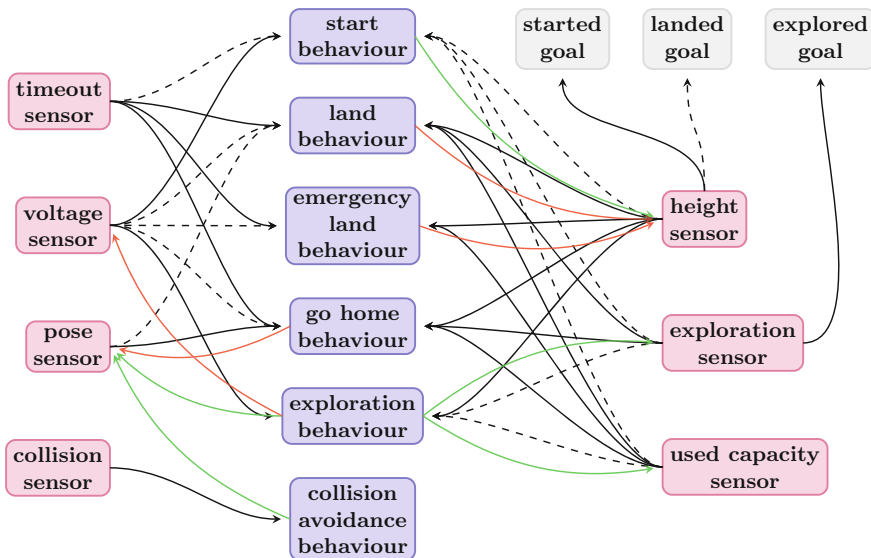 start
behaviour
started
goal
landed
goal
explored
goal
timeout
sensor
land
behaviour
voltage
sensor
emergency
land
behaviour
height
sensor
pose
sensor
go home
behaviour
exploration
sensor
exploration
behaviour
collision
sensor
used capacity
sensor
collision
avoidance
behaviour